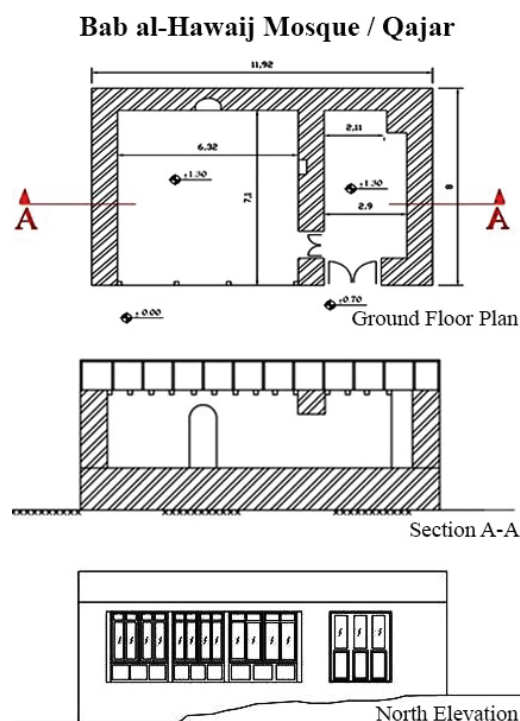 Bab al-Hawaij Mosque / Qajar
11,92
2,11
6.32
±1.30
±1.30
7,1
8
A
A
2.9
± 0.00
±0.70
Ground Floor Plan
Section A-A
North Elevation